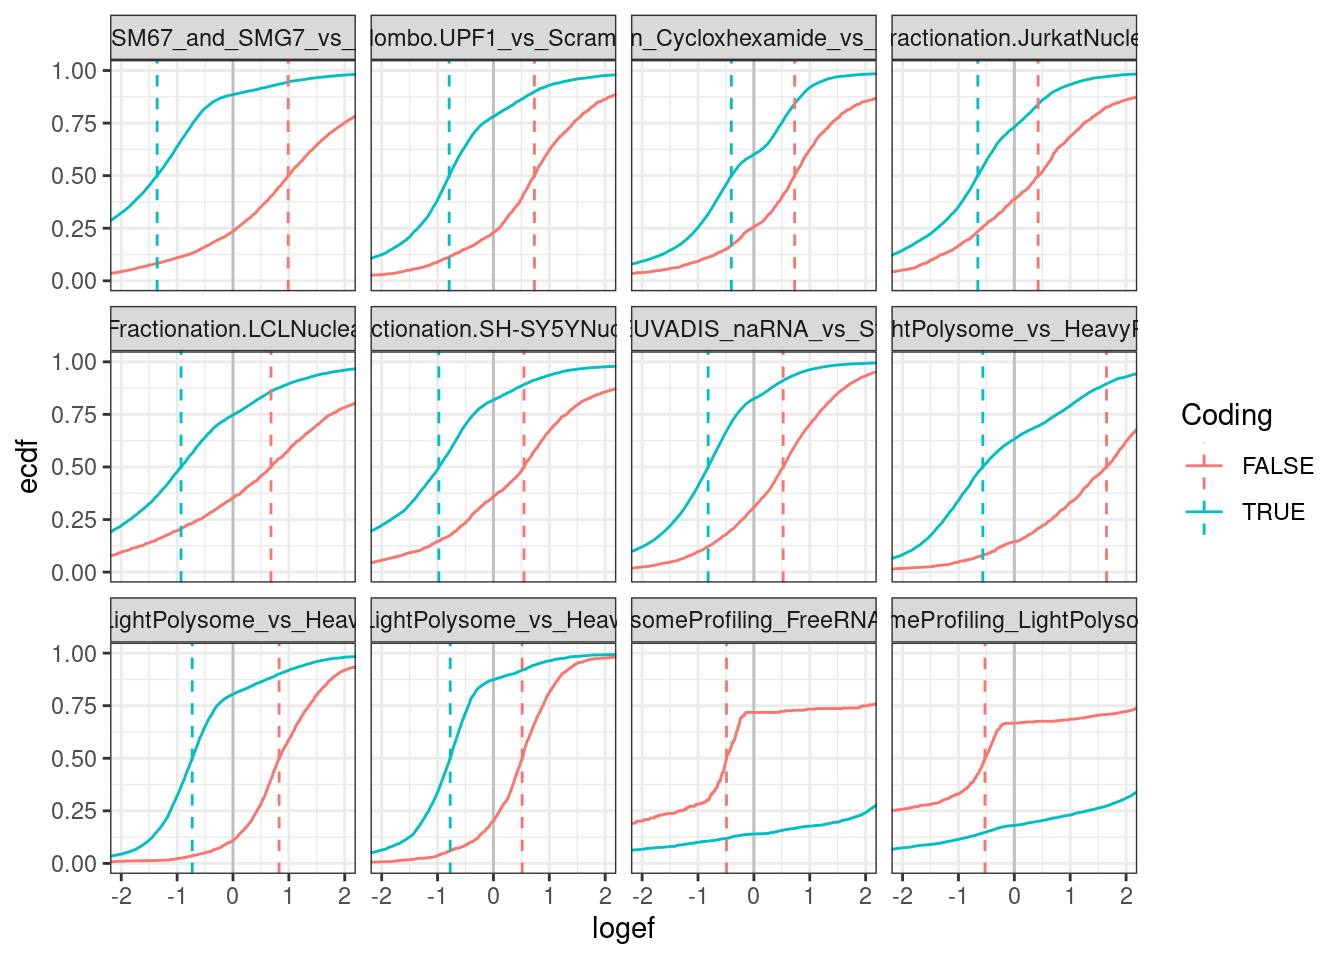 SM67_and_SMG7_vs_
lombo.UPF1_vs_Scram
n_Cycloxhexamide_vs_
ractionation.JurkatNucle
1.00
0.75
0.50
0.25
0.00
Fractionation.LCLNuclea
ctionation.SH-SY5YNuc
EUVADIS_naRNA_vs_St
htPolysome_vs_HeavyP
1.00
0.75
0.50
0.25
0.00
LightPolysome_vs_Heav
LightPolysome_vs_Heav
someProfiling_FreeRNA
meProfiling_LightPolyso
1.00
0.75
0.50
0.25
0.00
-2 -1 0 1 2
-2 -1 0 1 2
-2 -1 0 1 2
-2 -1 0 1 2
logef
ecdf
Coding
FALSE
TRUE